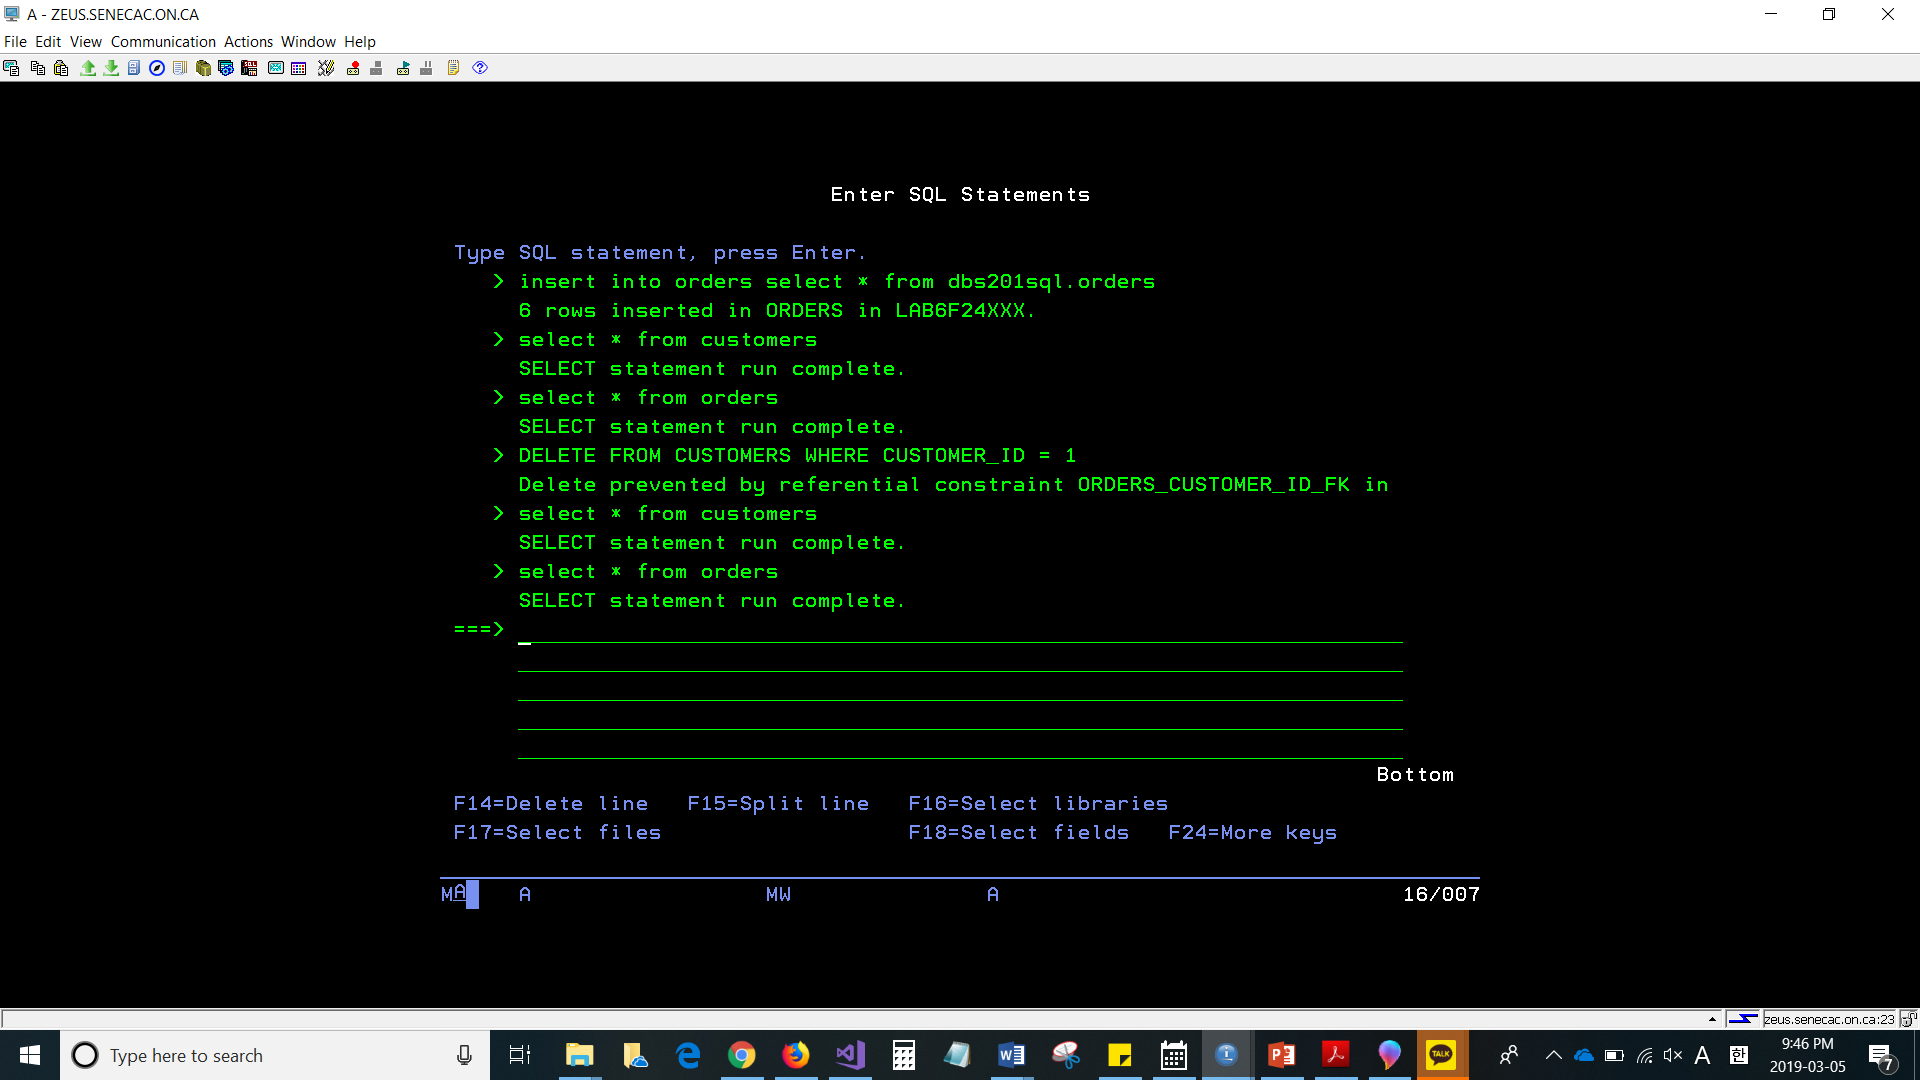 A - ZEUS.SENECAC.ON.CA
File Edit View Communication Actions Window Help
Enter SQL Statements
Type SQL statement, press Enter.
> insert into orders select * from dbs201sql.orders
6 rows inserted in ORDERS in LAB6F24XXX.
> select * from customers
SELECT statement run complete.
> select * from orders
SELECT statement run complete.
> DELETE FROM CUSTOMERS WHERE CUSTOMER_ID = 1
Delete prevented by referential constraint ORDERS_CUSTOMER_ID_FK in
> select * from customers
SELECT statement run complete.
> select * from orders
SELECT statement run complete.
===> _
Bottom
F14=Delete line F15=Split line F16=Select libraries
F17=Select files F18=Select fields F24=More keys
MA A MW A 16/007
zeus.senecac.on.ca:23
Type here to search
TALK
A
한
9:46 PM
2019-03-05
7